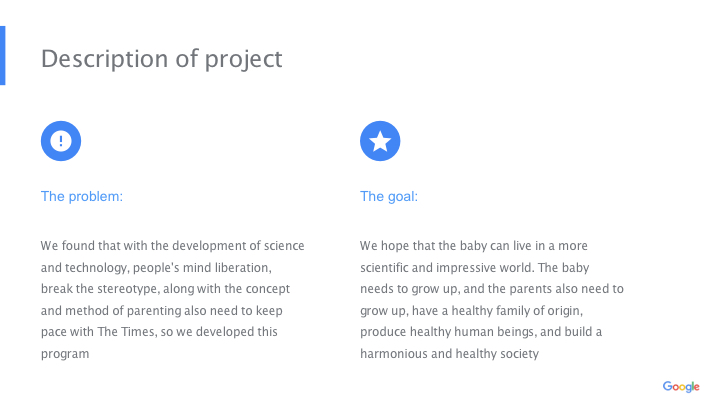 Description of project
The problem:
We found that with the development of science
and technology, people's mind liberation,
break the stereotype, along with the concept
and method of parenting also need to keep
pace with The Times, so we developed this
program
The goal:
We hope that the baby can live in a more
scientific and impressive world. The baby
needs to grow up, and the parents also need to
grow up, have a healthy family of origin,
produce healthy human beings, and build a
harmonious and healthy society
Google